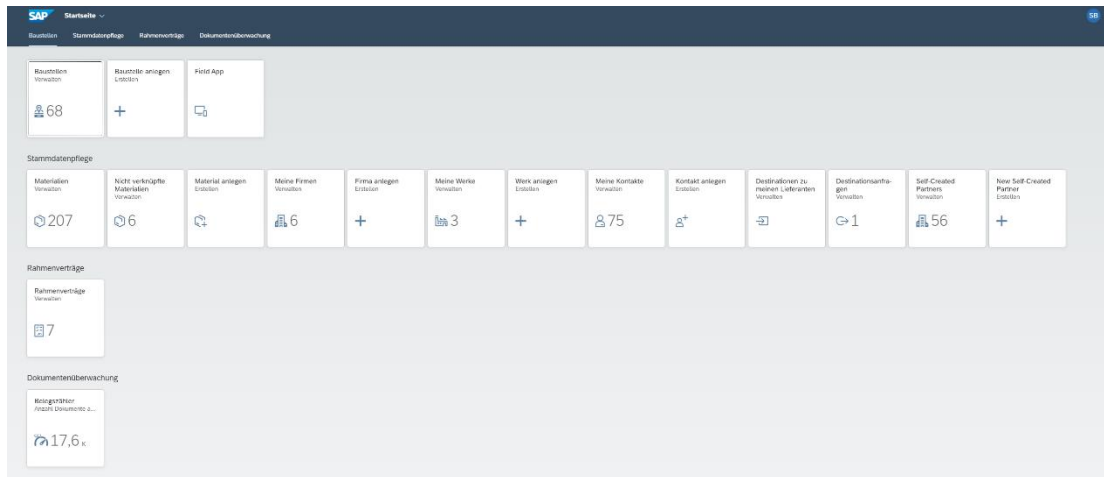 SAP Startseite
SB
Baustellen Stammdatenpflege Rahmenverträge Dokumentenüberwachung
Baustellen
Verwalten
68
Baustelle anlegen
Erstellen
Field App
Stammdatenpflege
Materialien
Verwalten
207
Nicht verknüpfte
Materialien
Verwalten
6
Material anlegen
Erstellen
Meine Firmen
Verwalten
6
Firma anlegen
Erstellen
Meine Werke
Verwalten
3
Werk anlegen
Erstellen
Meine Kontakte
Verwalten
75
Kontakt anlegen
Erstellen
Destinationen zu
meinen Lieferanten
Verwalten
Destinationsanfra-
gen
Verwalten
1
Self-Created
Partners
Verwalten
56
New Self-Created
Partner
Erstellen
Rahmenverträge
Rahmenverträge
Verwalten
7
Dokumentenüberwachung
Belegszähler
Anzahl Dokumente a...
17,6 K